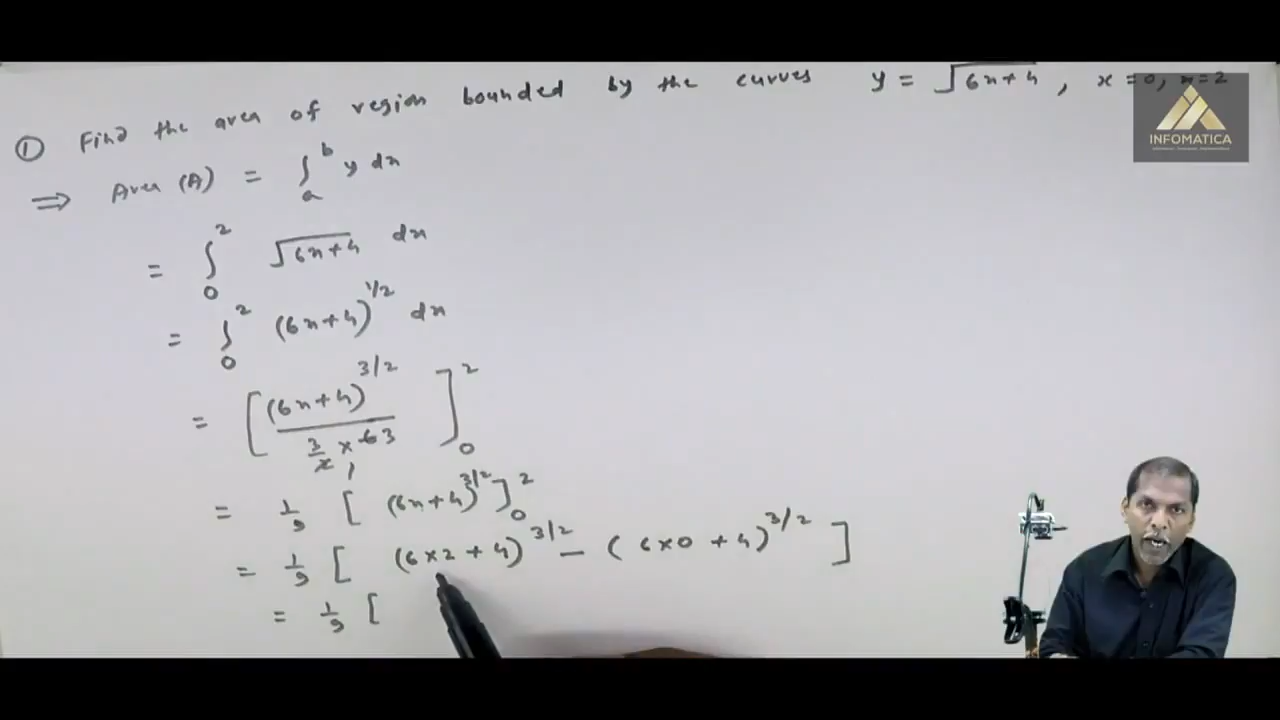 ① Find the area of region bounded by the curves y = √6x+4 , x=0, x=2
⇒ Area (A) = ∫ₐᵇ y dx
= ∫₀² √6x+4 dx
= ∫₀² (6x+4)^1/2 dx
= [ (6x+4)^3/2 / 3/2 × 6 3 ]₀²
1
= 1/9 [ (6x+4)^3/2 ]₀²
= 1/9 [ (6×2+4)^3/2 − (6×0+4)^3/2 ]
= 1/9 [
INFOMATICA